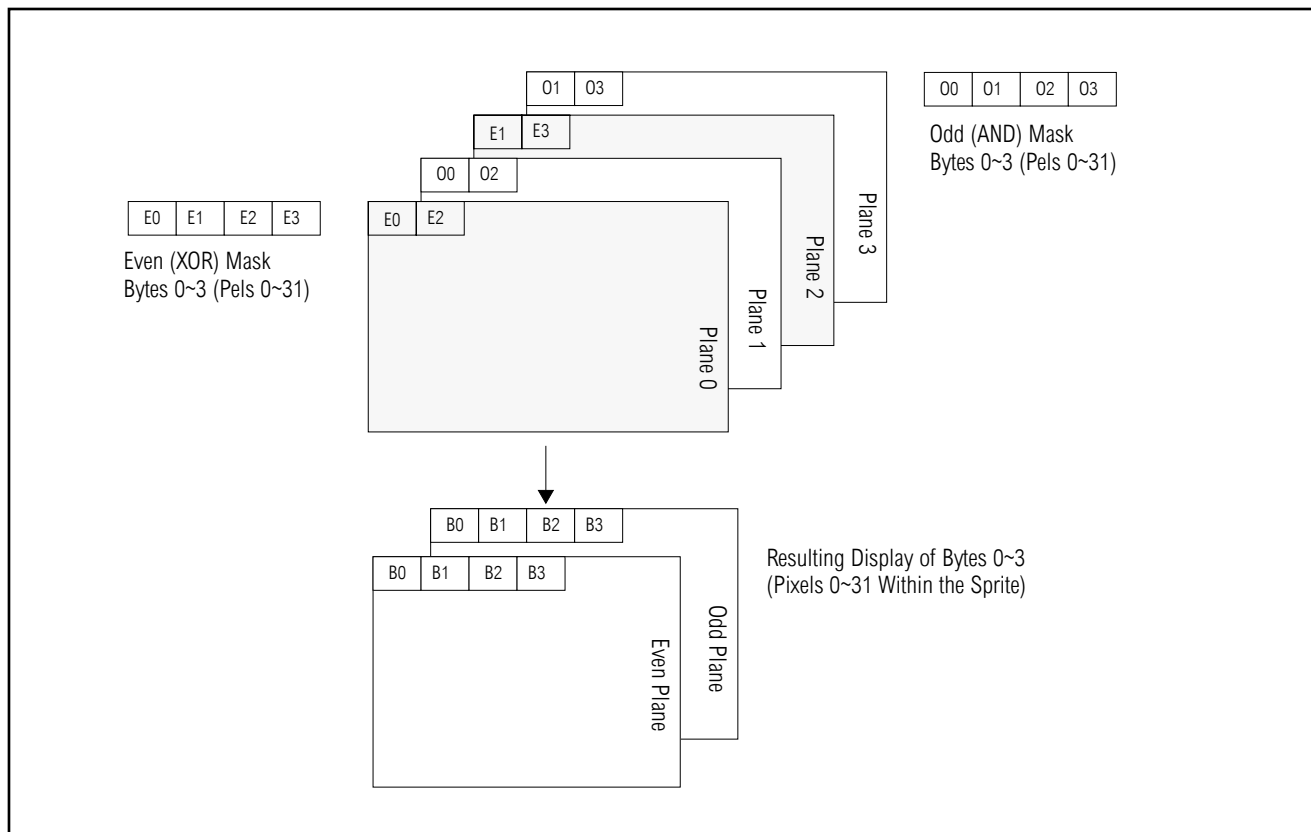 O1 O3
O0 O1 O2 O3
E1 E3
Odd (AND) Mask
Bytes 0~3 (Pels 0~31)
O0 O2
E0 E2
E0 E1 E2 E3
Even (XOR) Mask
Bytes 0~3 (Pels 0~31)
Plane 3
Plane 2
Plane 1
Plane 0
B0 B1 B2 B3
B0 B1 B2 B3
Resulting Display of Bytes 0~3
(Pixels 0~31 Within the Sprite)
Odd Plane
Even Plane